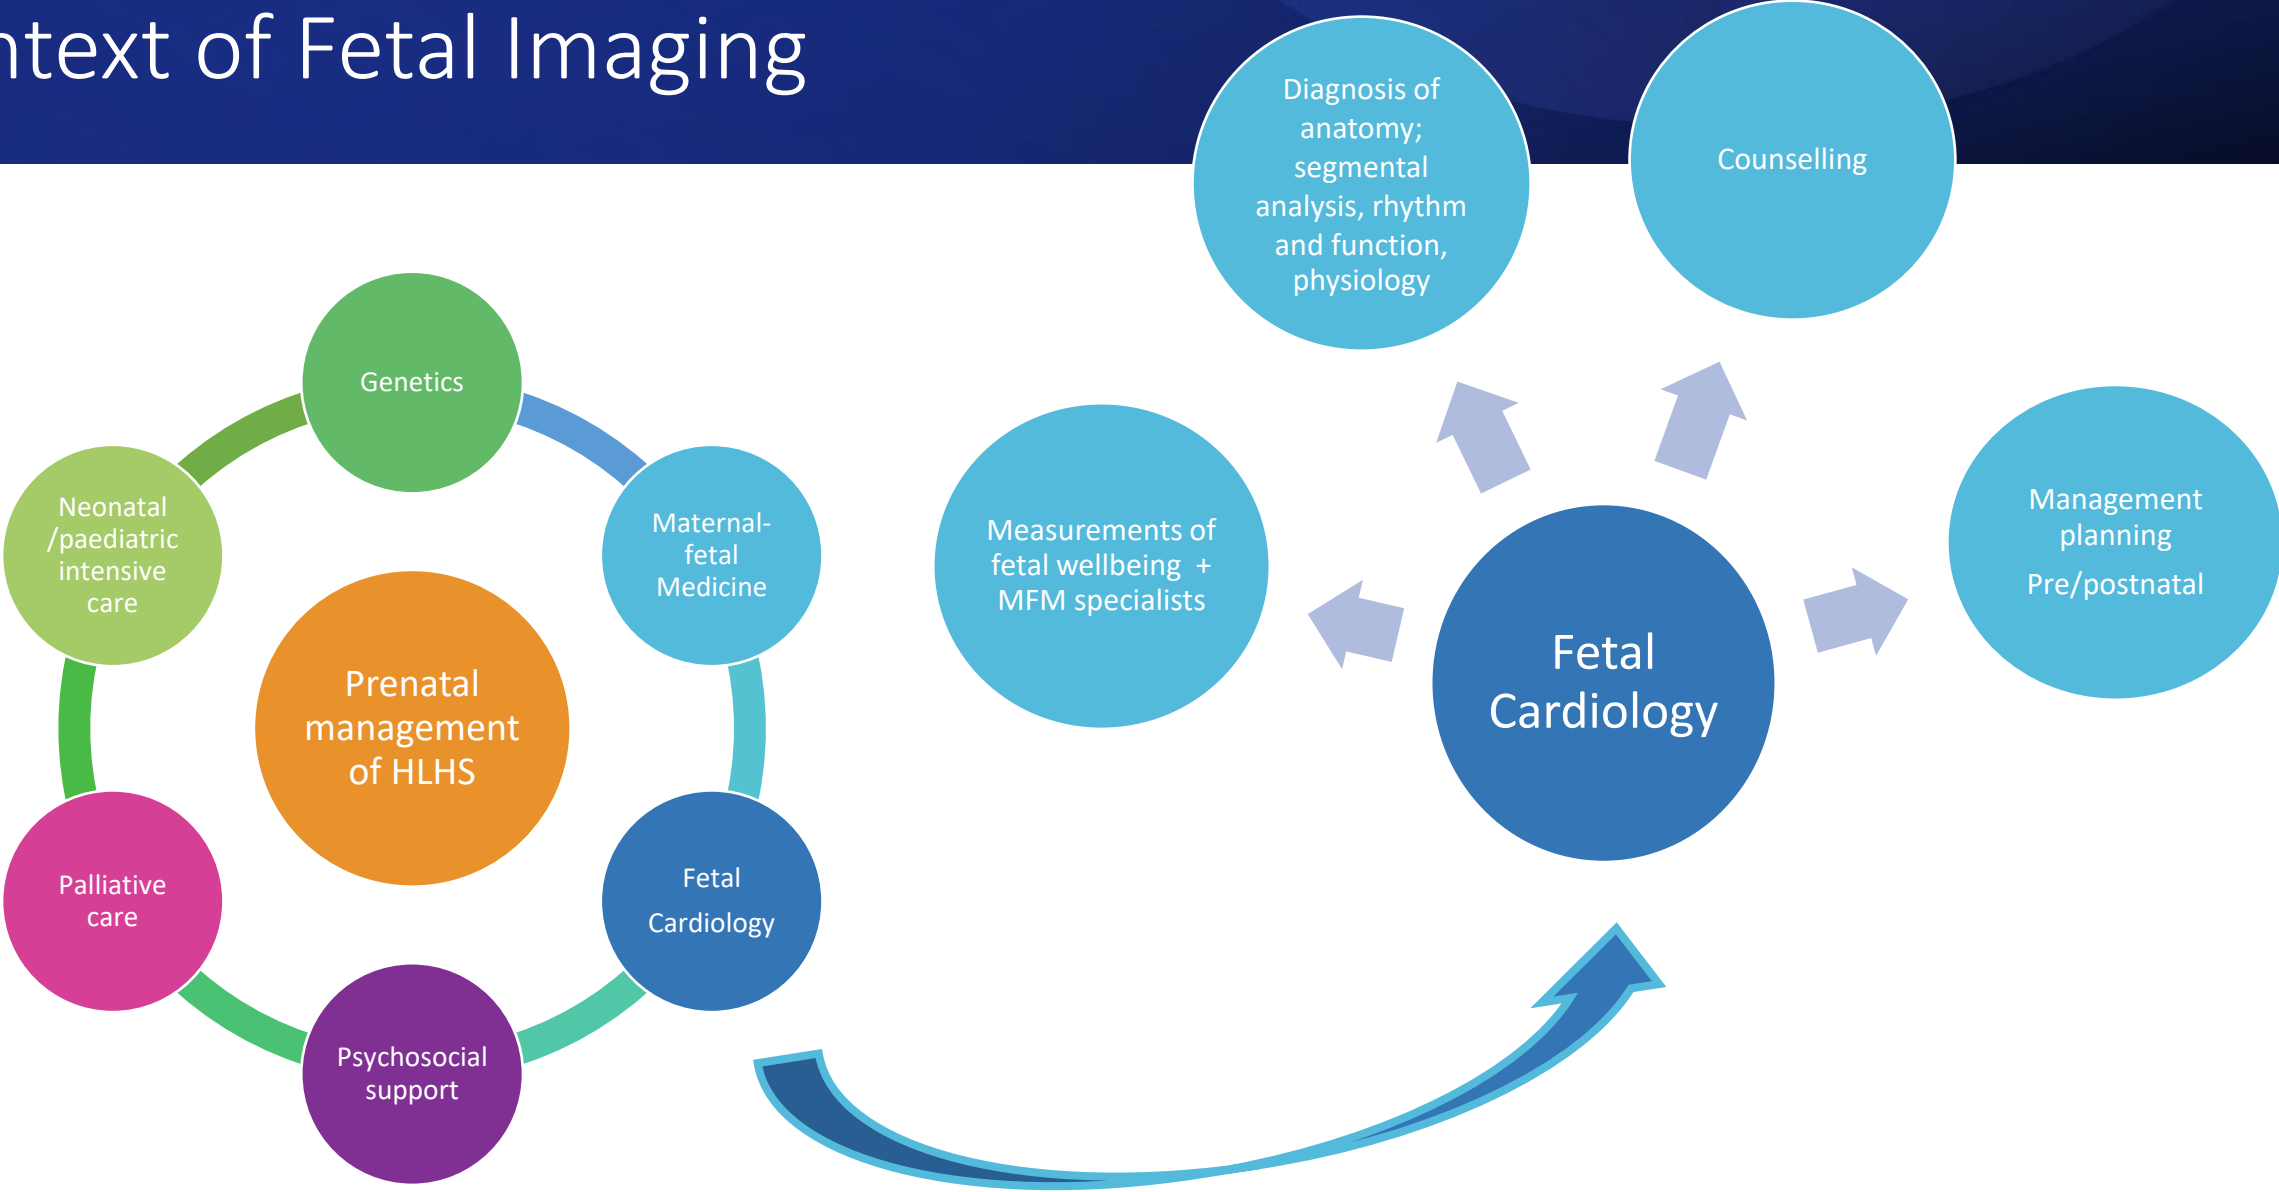 ntext of Fetal Imaging
Genetics
Maternal-
fetal
Medicine
Fetal
Cardiology
Psychosocial
support
Palliative
care
Neonatal
/paediatric
intensive
care
Prenatal
management
of HLHS
Measurements of
fetal wellbeing +
MFM specialists
Diagnosis of
anatomy;
segmental
analysis, rhythm
and function,
physiology
Counselling
Management
planning
Pre/postnatal
Fetal
Cardiology